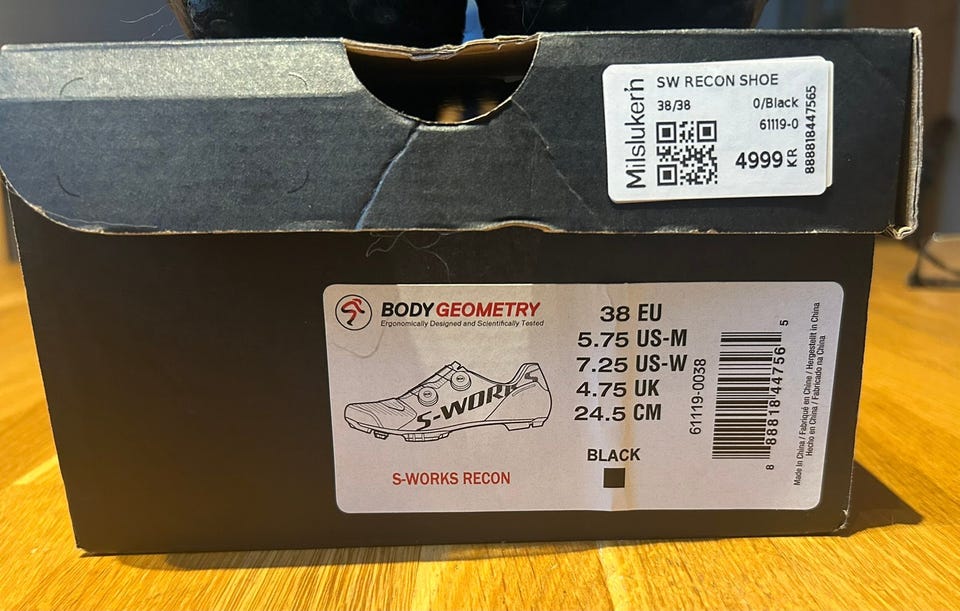 Milslukern
SW RECON SHOE
38/38 0/Black
61119-0
4999 KR
888818447565
BODY GEOMETRY
Ergonomically Designed and Scientifically Tested
38 EU
5.75 US-M
7.25 US-W
4.75 UK
24.5 CM
S-WORK
S
BLACK
S-WORKS RECON
61119-0038
8 88818 44756 5
Made in China / Fabriqué en Chine / Hergestellt in China
Hecho en China / Fabricado na China